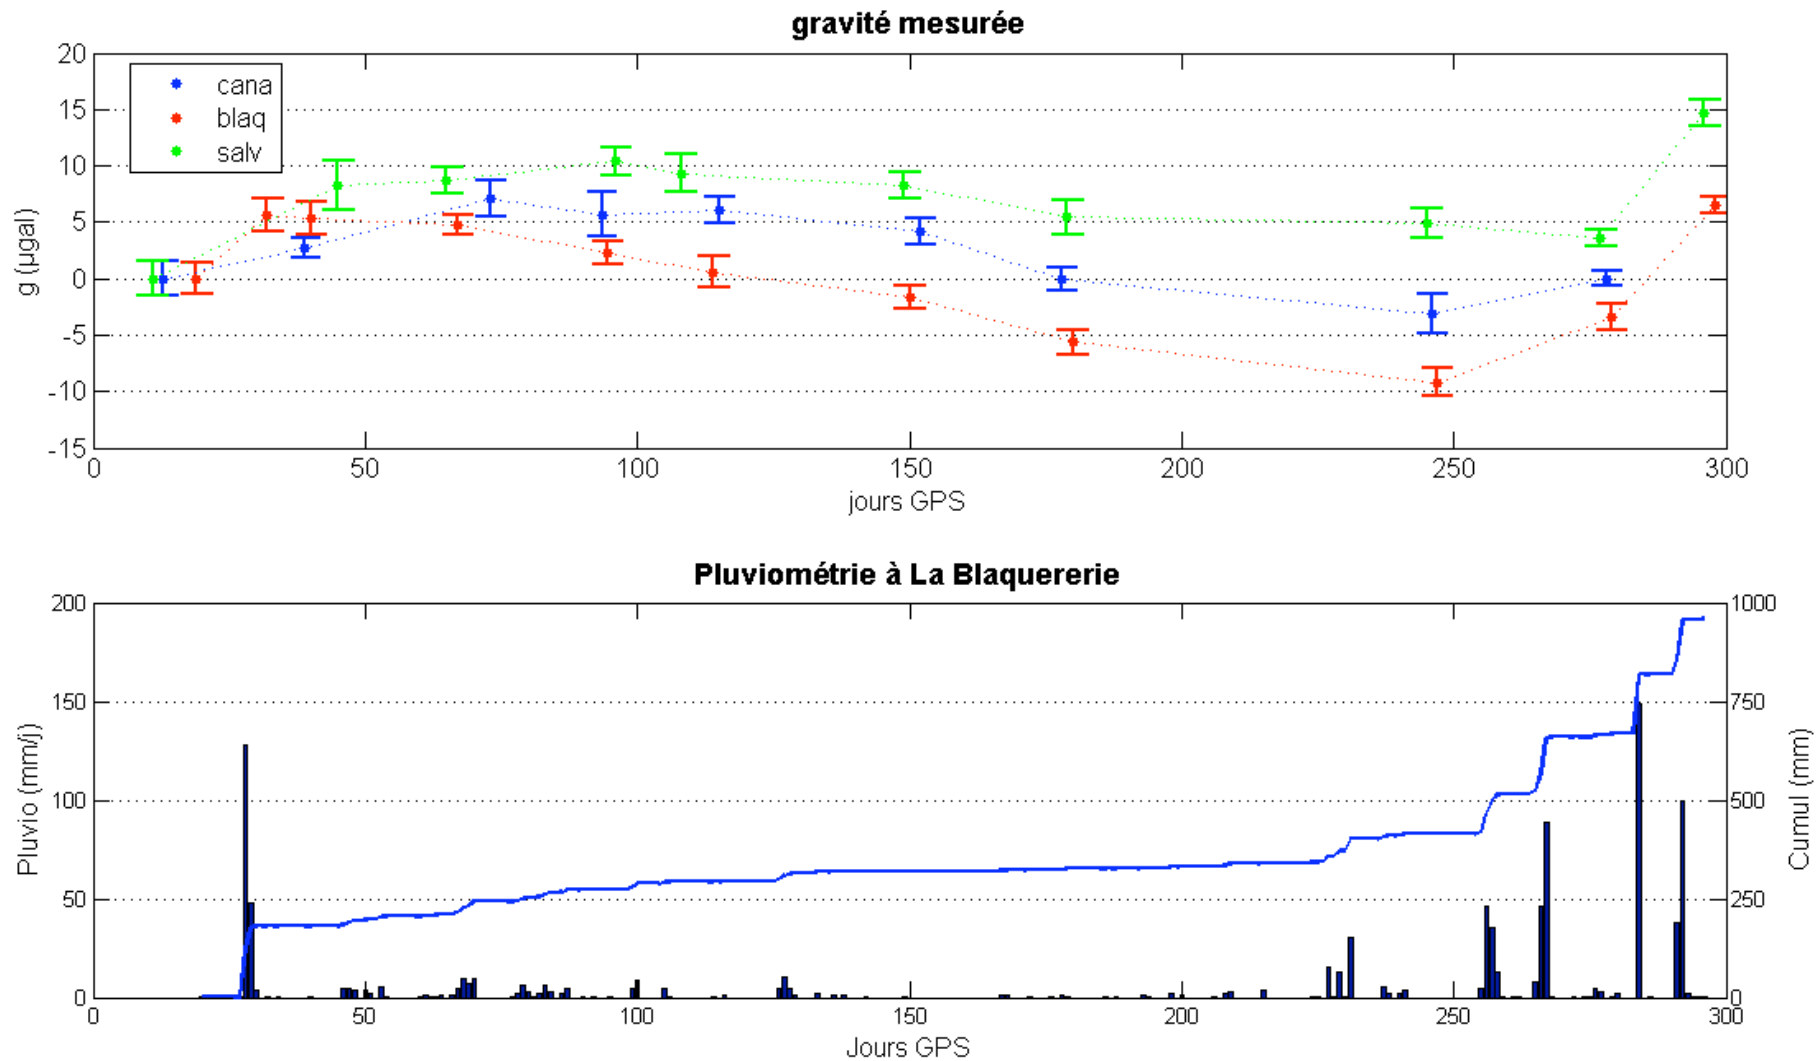 gravité mesurée
20
15
10
5
0
-5
-10
-15
g (µgal)
cana
blaq
salv
0 50 100 150 200 250 300
jours GPS
Pluviométrie à La Blaquererie
200
150
100
50
0
Pluvio (mm/j)
1000
750
500
250
0
Cumul (mm)
0 50 100 150 200 250 300
Jours GPS